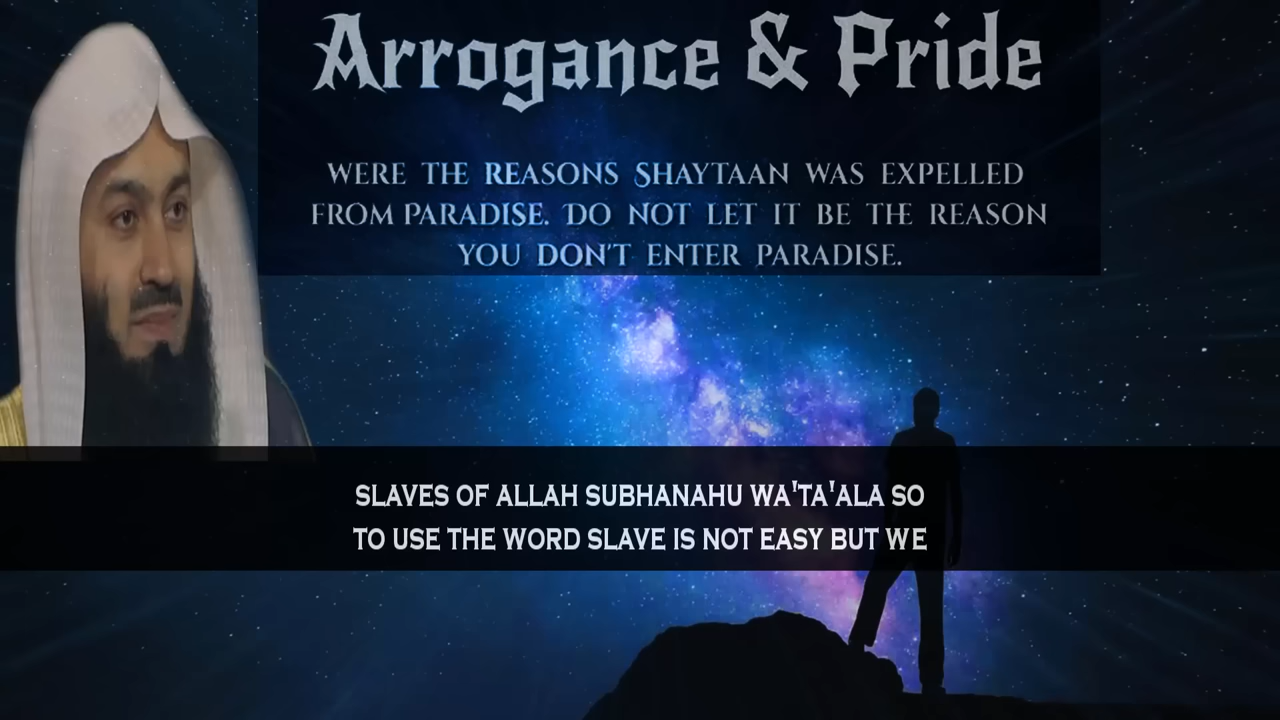 Arrogance & Pride
WERE THE REASONS SHAYTAAN WAS EXPELLED
FROM PARADISE. DO NOT LET IT BE THE REASON
YOU DON'T ENTER PARADISE.
SLAVES OF ALLAH SUBHANAHU WA'TA'ALA SO
TO USE THE WORD SLAVE IS NOT EASY BUT WE